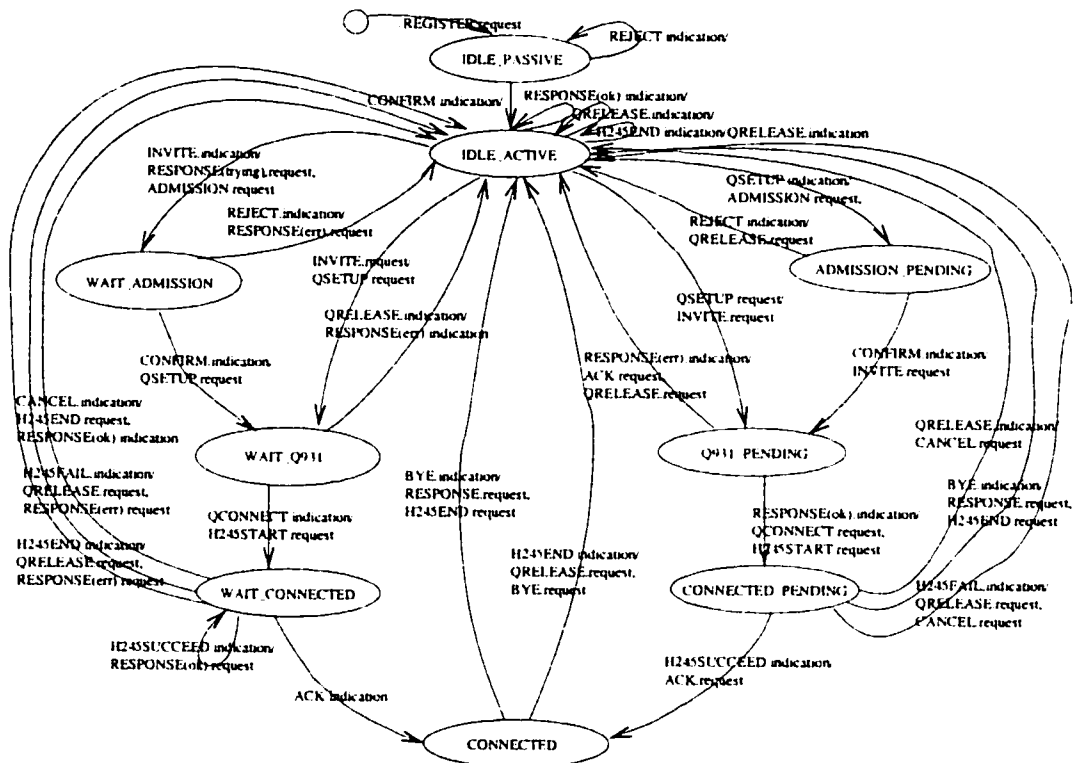 REGISTER.request
REJECT indication/
IDLE_PASSIVE
CONFIRM.indication/
RESPONSE(ok) indication/
QRELEASE.indication/
H245END indication/QRELEASE.indication
IDLE_ACTIVE
INVITE.indication/
RESPONSE(trying).request,
ADMISSION request
QSETUP indication/
ADMISSION request,
REJECT.indication/
RESPONSE(err).request
REJECT indication/
QRELEASE.request
INVITE.request/
QSETUP request
WAIT_ADMISSION
ADMISSION_PENDING
QSETUP request/
INVITE.request
QRELEASE.indication/
RESPONSE(err) indication
CONFIRM.indication/
QSETUP request
RESPONSE(err).indication/
ACK request,
QRELEASE.request
CONFIRM indication/
INVITE request
CANCEL.indication/
H245END request,
RESPONSE(ok) indication
QRELEASE.indication/
CANCEL request
WAIT_Q931
Q931_PENDING
H245FAIL.indication/
QRELEASE.request,
RESPONSE(err) request
BYE indication/
RESPONSE.request,
H245END request
BYE indication/
RESPONSE.request,
H245END request
QCONNECT indication/
H245START request
RESPONSE(ok).indication/
QCONNECT request,
H245START request
H245END indication/
QRELEASE.request,
RESPONSE(err) request
H245END indication/
QRELEASE.request,
BYE request
WAIT_CONNECTED
CONNECTED_PENDING
H245FAIL.indication/
QRELEASE request,
CANCEL request
H245SUCCEED indication/
RESPONSE(ok) request
H245SUCCEED indication/
ACK.request
ACK indication/
CONNECTED